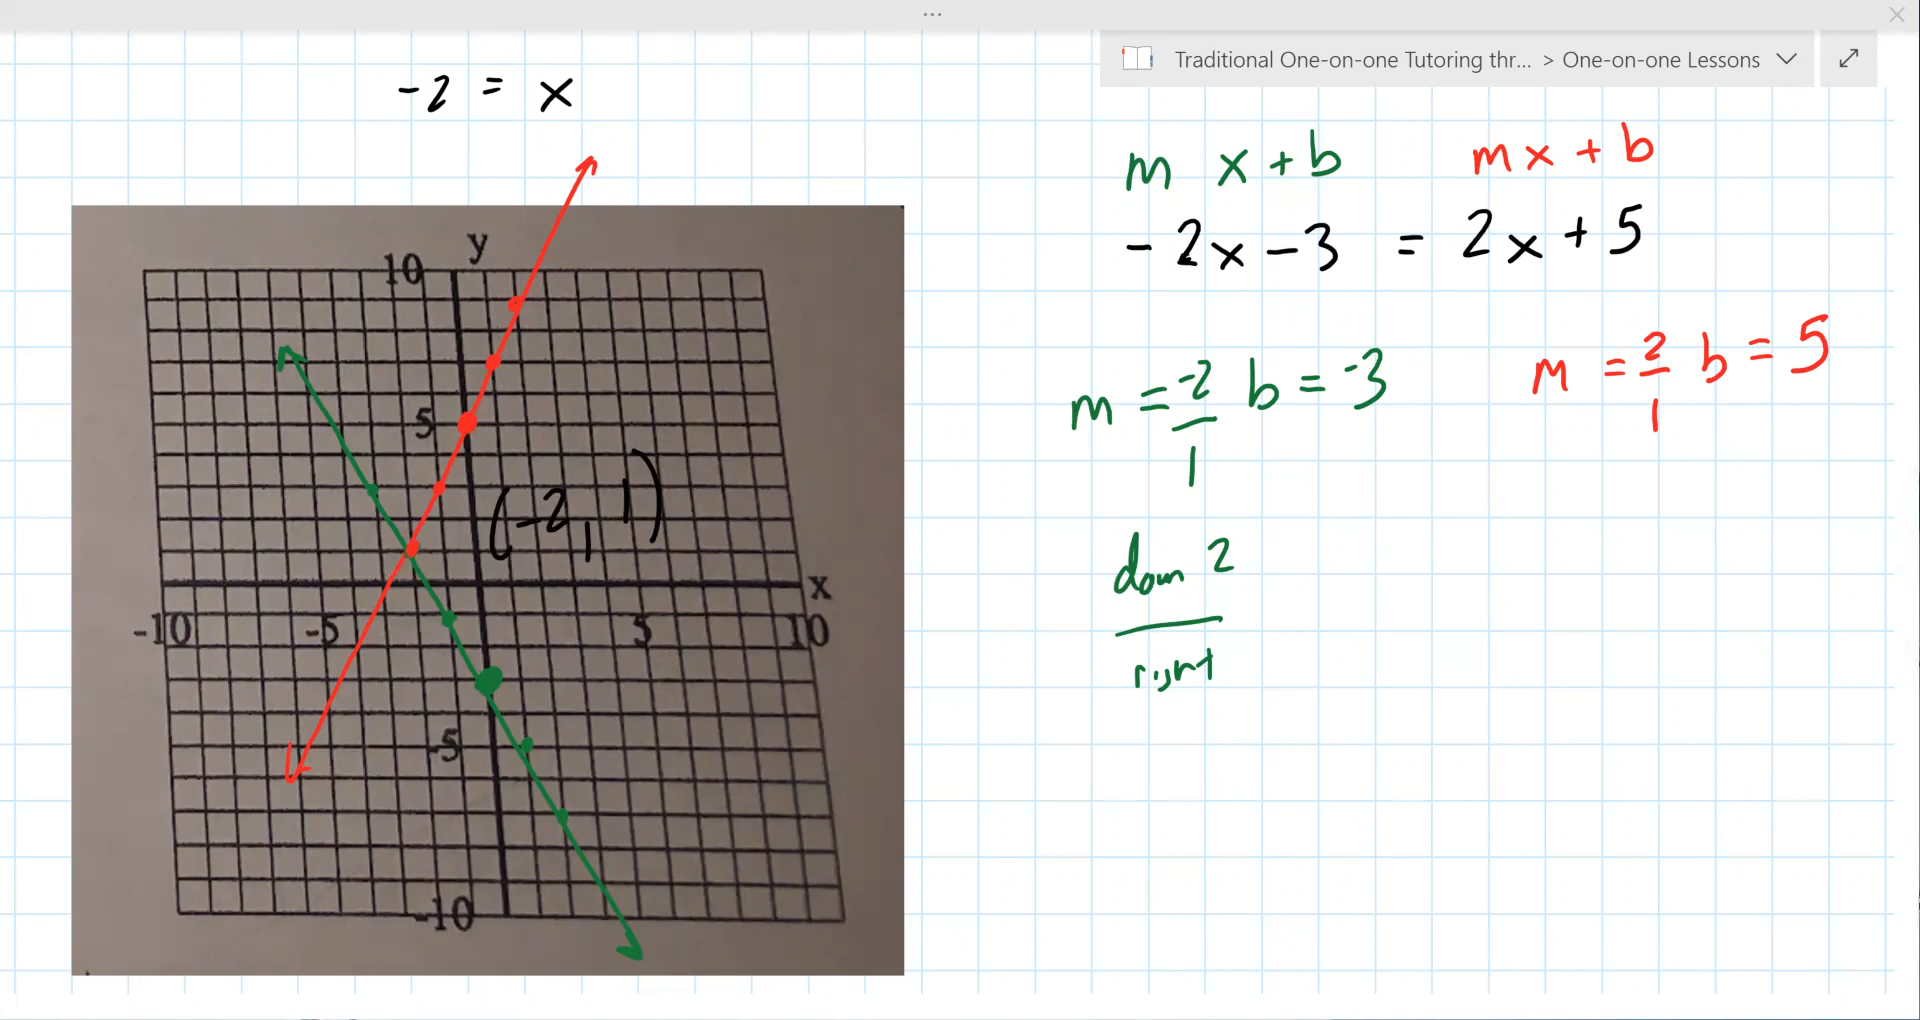 ...
Traditional One-on-one Tutoring thr... > One-on-one Lessons
-2 = x
m x + b
mx + b
-2x - 3 = 2x + 5
m = -2/1 b = -3
m = 2/1 b = 5
down 2
right
y
10
5
(-2, 1)
x
-10
-5
5
10
-5
-10